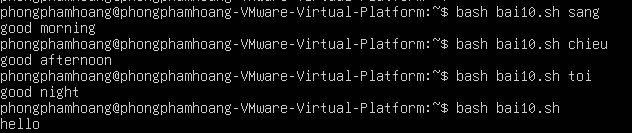 phongphamhoang@phongphamhoang-VMware-Virtual-Platform:~$ bash bai10.sh sang
good morning
phongphamhoang@phongphamhoang-VMware-Virtual-Platform:~$ bash bai10.sh chieu
good afternoon
phongphamhoang@phongphamhoang-VMware-Virtual-Platform:~$ bash bai10.sh toi
good night
phongphamhoang@phongphamhoang-VMware-Virtual-Platform:~$ bash bai10.sh
hello